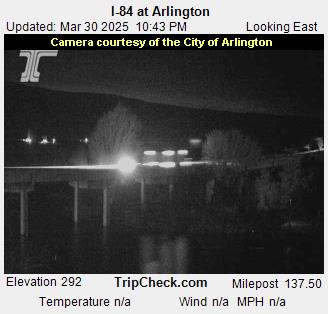 I-84 at Arlington
Updated: Mar 30 2025 10:43 PM Looking East
Camera courtesy of the City of Arlington
Elevation 292 TripCheck.com Milepost 137.50
Temperature n/a Wind n/a MPH n/a